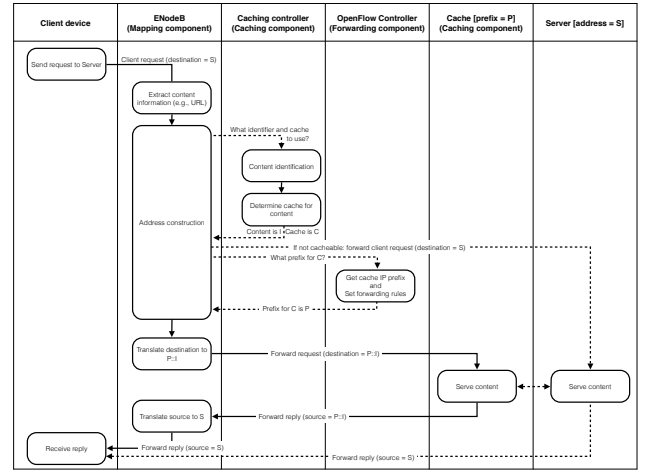 Client device
ENodeB
(Mapping component)
Caching controller
(Caching component)
OpenFlow Controller
(Forwarding component)
Cache [prefix = P]
(Caching component)
Server [address = S]
Send request to Server
Client request (destination = S)
Extract content
information (e.g., URL)
What identifier and cache
to use?
Content identification
Determine cache for
content
Address construction
Content is I
Cache is C
If not cacheable: forward client request (destination = S)
What prefix for C?
Get cache IP prefix
and
Set forwarding rules
Prefix for C is P
Translate destination to
P::I
Forward request (destination = P::I)
Serve content
Serve content
Translate source to S
Forward reply (source = P::I)
Receive reply
Forward reply (source = S)
Forward reply (source = S)